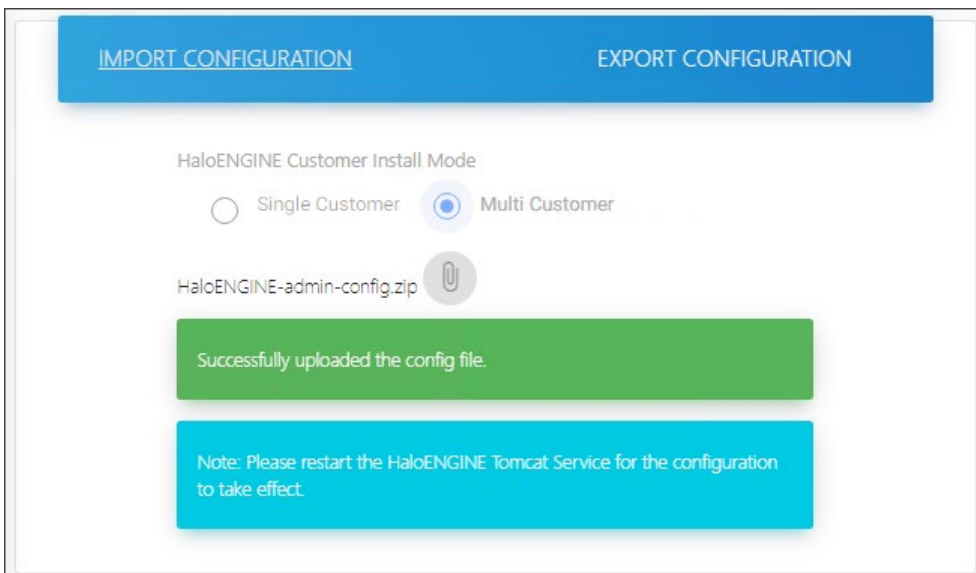 IMPORT CONFIGURATION
EXPORT CONFIGURATION
HaloENGINE Customer Install Mode
Single Customer
Multi Customer
HaloENGINE-admin-config.zip
Successfully uploaded the config file.
Note: Please restart the HaloENGINE Tomcat Service for the configuration
to take effect.